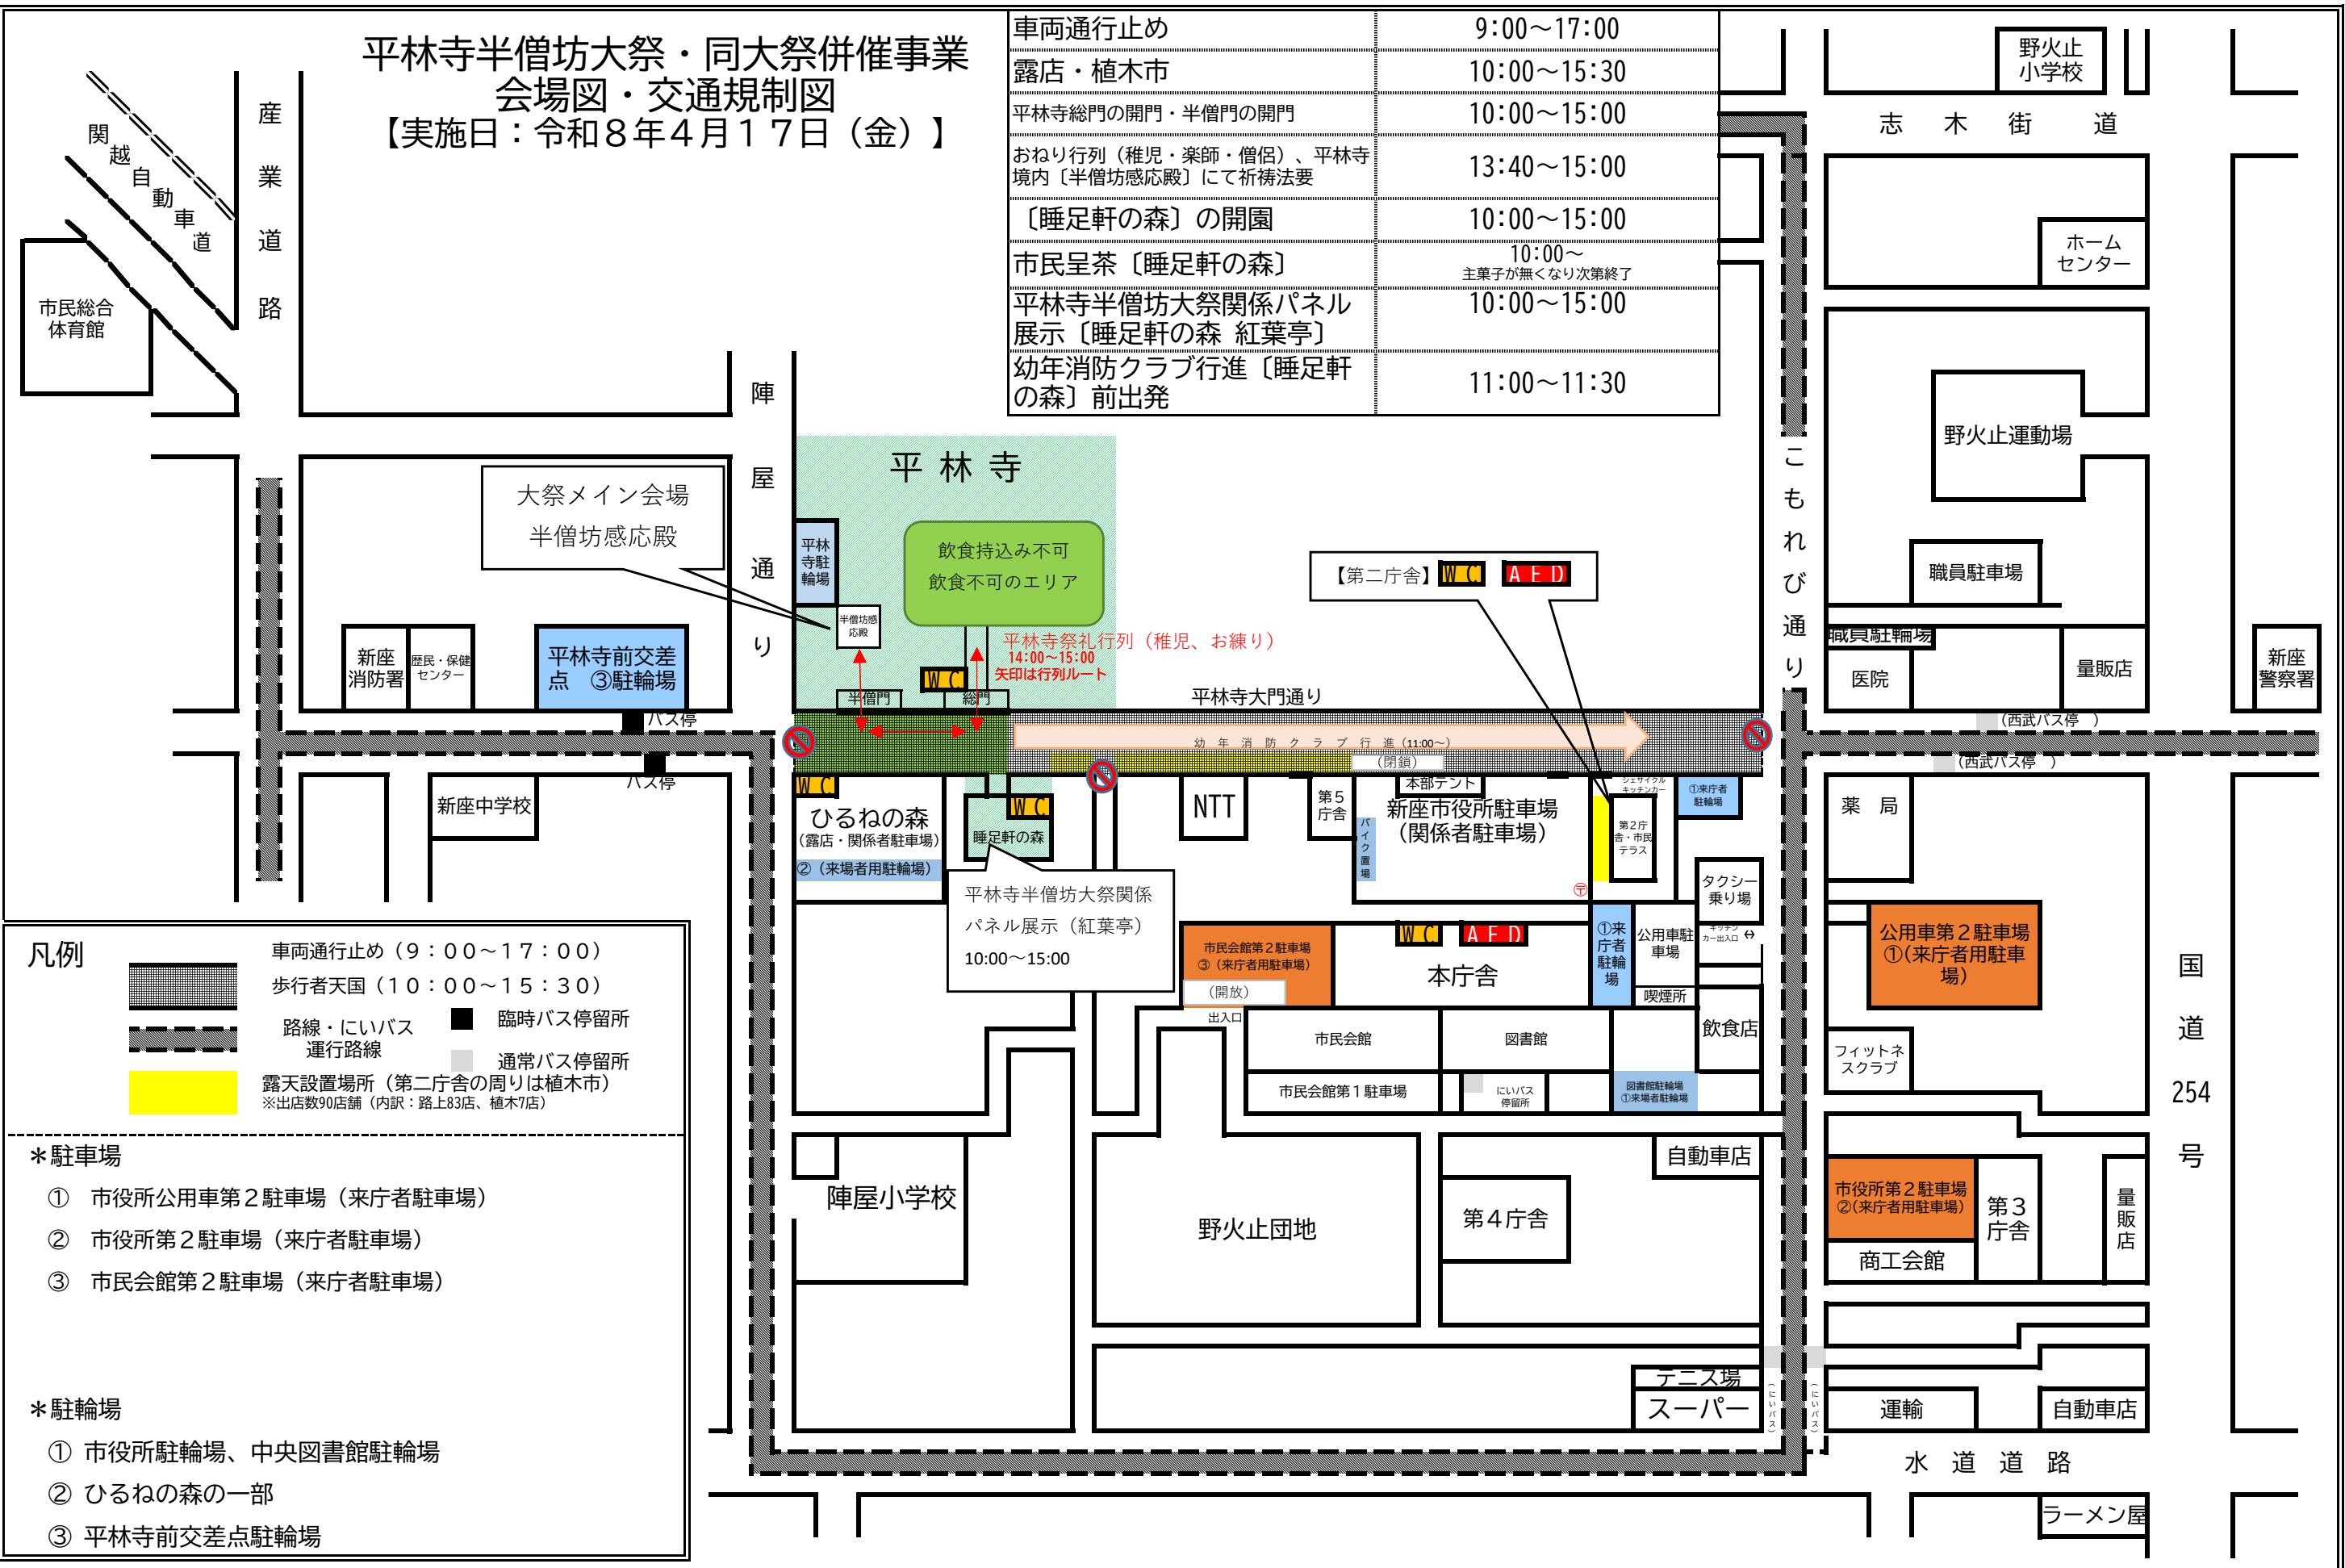 平林寺半僧坊大祭・同大祭併催事業
会場図・交通規制図
【実施日：令和８年４月１７日（金）】
車両通行止め 9:00～17:00
露店・植木市 10:00～15:30
平林寺総門の開門・半僧門の開門 10:00～15:00
おねり行列（稚児・楽師・僧侶）、平林寺
境内〔半僧坊感応殿〕にて祈祷法要 13:40～15:00
〔睡足軒の森〕の開園 10:00～15:00
市民呈茶〔睡足軒の森〕 10:00～
主菓子が無くなり次第終了
平林寺半僧坊大祭関係パネル
展示〔睡足軒の森 紅葉亭〕 10:00～15:00
幼年消防クラブ行進〔睡足軒
の森〕前出発 11:00～11:30
関越自動車道
産業道路
市民総合
体育館
陣屋通り
こもれび通り
志木街道
野火止
小学校
ホーム
センター
野火止運動場
職員駐車場
職員駐輪場
医院
量販店
新座
警察署
平林寺
大祭メイン会場
半僧坊感応殿
平林
寺駐
輪場
飲食持込み不可
飲食不可のエリア
半僧坊感
応殿
平林寺祭礼行列（稚児、お練り）
14:00～15:00
矢印は行列ルート
WC
半僧門
総門
平林寺大門通り
【第二庁舎】 WC AED
新座
消防署
歴民・保健
センター
平林寺前交差
点　③駐輪場
バス停
バス停
新座中学校
幼年消防クラブ行進（11:00～）
（閉鎖）
（西武バス停　）
（西武バス停　）
WC
ひるねの森
（露店・関係者駐車場）
②（来場者用駐輪場）
WC
睡足軒の森
平林寺半僧坊大祭関係
パネル展示（紅葉亭）
10:00～15:00
NTT
第５
庁舎
本部テント
新座市役所駐車場
（関係者駐車場）
バイク置場
シェアサイクル
キッチンカー
第２庁
舎・市民
テラス
①来庁者
駐輪場
〒
タクシー
乗り場
キッチン
カー出入口 ⇔
市民会館第２駐車場
③（来庁者用駐車場）
（開放）
出入口
WC AED
本庁舎
①来
庁者
駐輪
場
公用車駐
車場
喫煙所
飲食店
市民会館
図書館
市民会館第１駐車場
にいバス
停留所
図書館駐輪場
①来場者駐輪場
薬局
公用車第２駐車場
①(来庁者用駐車
場)
フィットネ
スクラブ
国道254号
陣屋小学校
野火止団地
第４庁舎
自動車店
市役所第２駐車場
②(来庁者用駐車場)
商工会館
第３
庁舎
量販店
テニス場
スーパー
（にいバス）
（にいバス）
運輸
自動車店
水道道路
ラーメン屋
凡例
車両通行止め（９：００～１７：００）
歩行者天国（１０：００～１５：３０）
路線・にいバス
運行路線
臨時バス停留所
通常バス停留所
露天設置場所（第二庁舎の周りは植木市）
※出店数90店舗（内訳：路上83店、植木7店）
＊駐車場
①　市役所公用車第２駐車場（来庁者駐車場）
②　市役所第２駐車場（来庁者駐車場）
③　市民会館第２駐車場（来庁者駐車場）
＊駐輪場
① 市役所駐輪場、中央図書館駐輪場
② ひるねの森の一部
③ 平林寺前交差点駐輪場